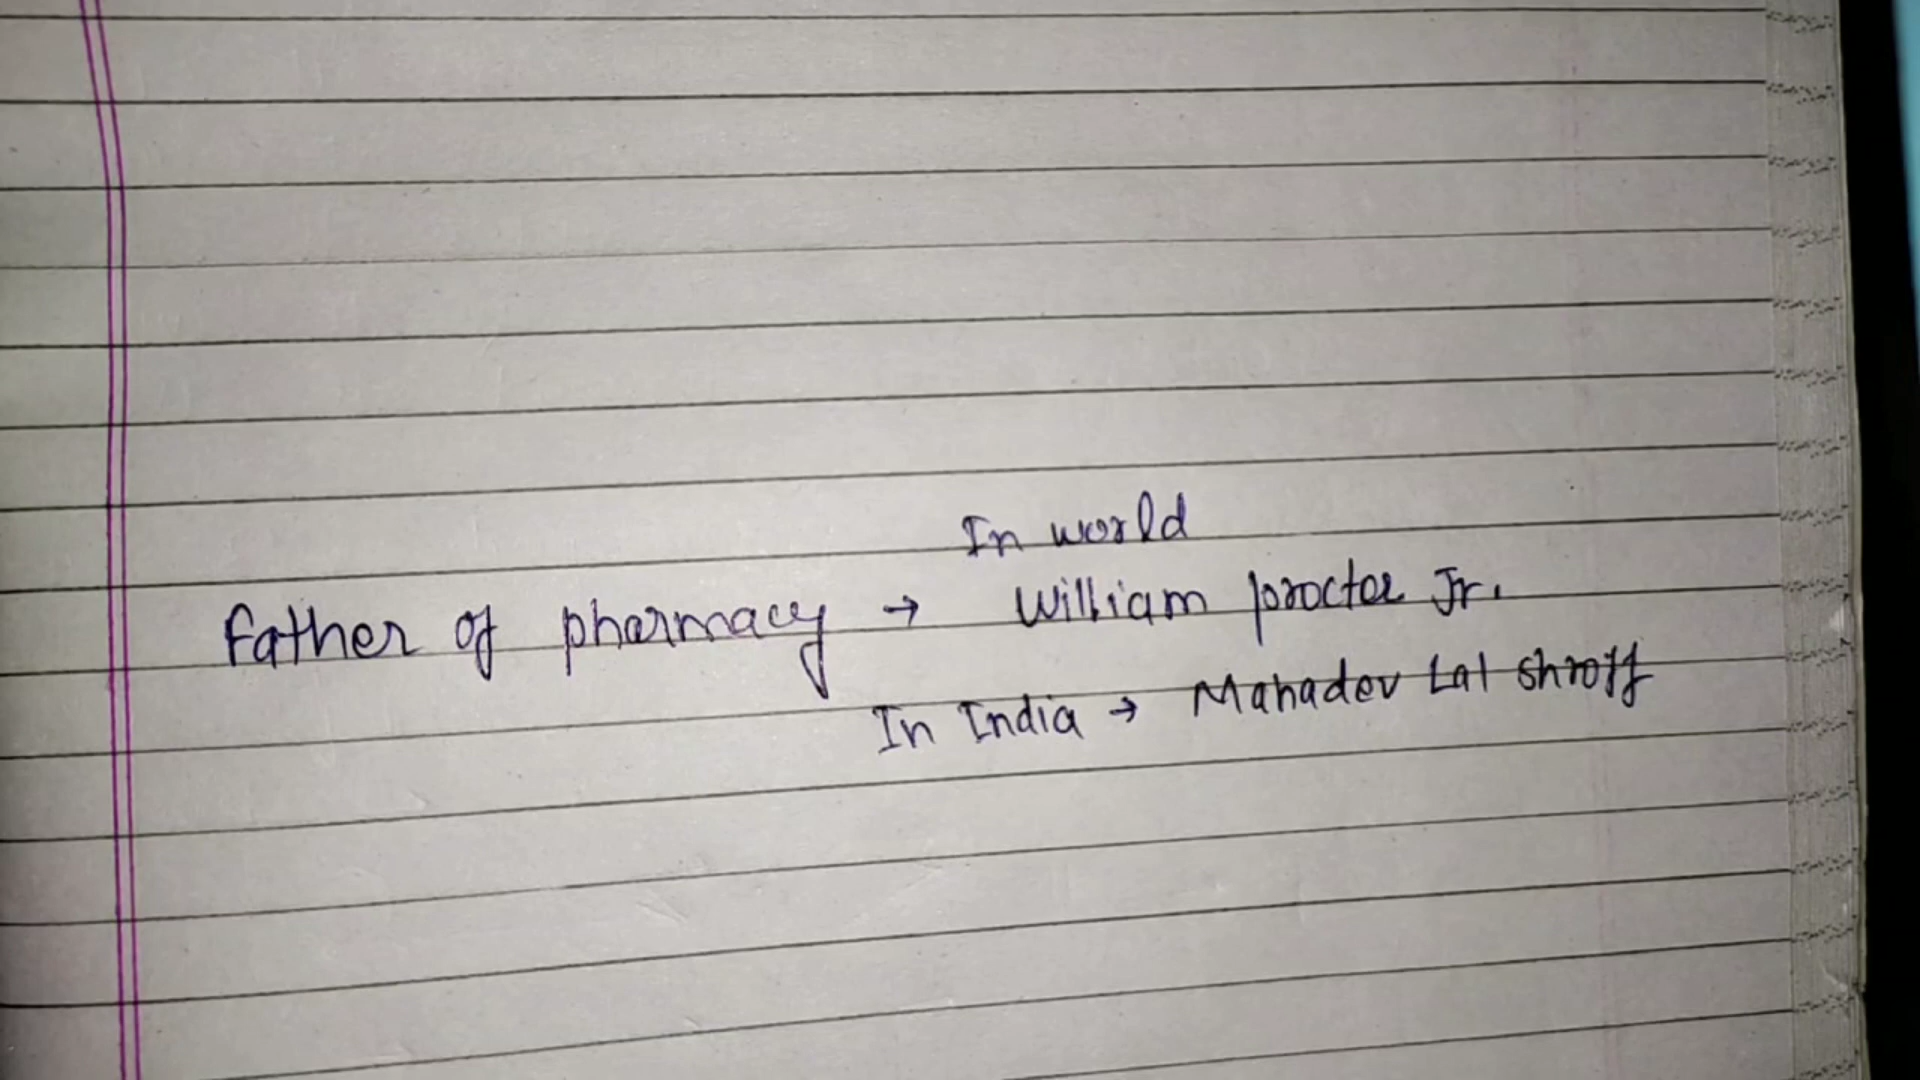 In world
Father of pharmacy → William procter Jr.
In India → Mahadev Lal shroff